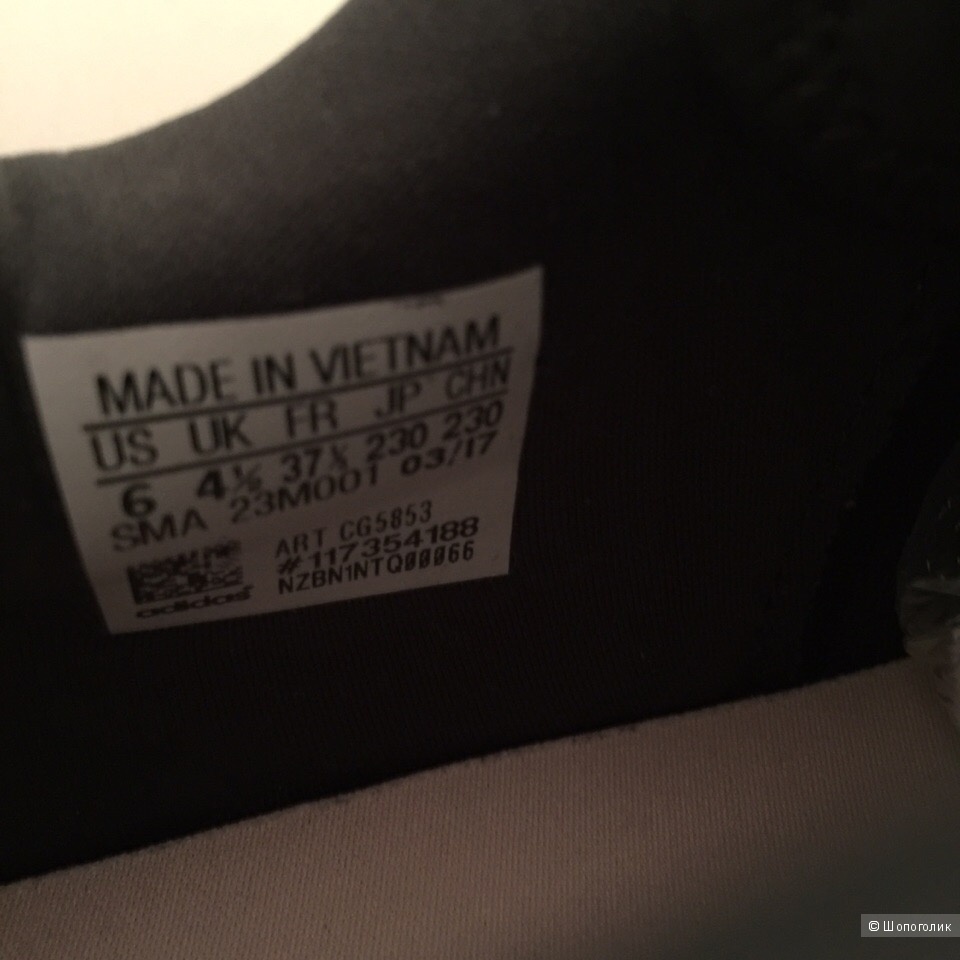 MADE IN VIETNAM
US UK FR JP CHN
6 4½ 37⅓ 230 230
SMA 23M001 03/17
ART CG5853
#117354188
NZBN1NTQ00066
adidas
© Шопоголик